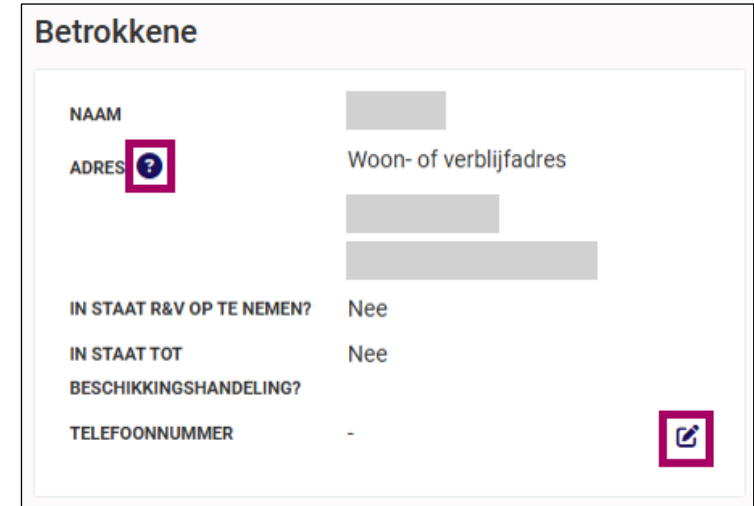 Betrokkene
NAAM
ADRES ?
Woon- of verblijfadres
IN STAAT R&V OP TE NEMEN? Nee
IN STAAT TOT Nee
BESCHIKKINGSHANDELING?
TELEFOONNUMMER -